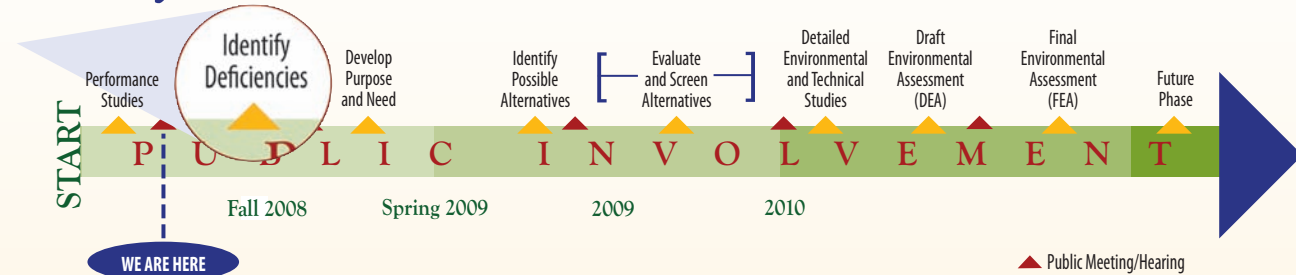 Identify
Deficiencies
Performance
Studies
Develop
Purpose
and Need
Identify
Possible
Alternatives
Evaluate
and Screen
Alternatives
Detailed
Environmental
and Technical
Studies
Draft
Environmental
Assessment
(DEA)
Final
Environmental
Assessment
(FEA)
Future
Phase
START
PUBLIC INVOLVEMENT
Fall 2008
Spring 2009
2009
2010
WE ARE HERE
Public Meeting/Hearing